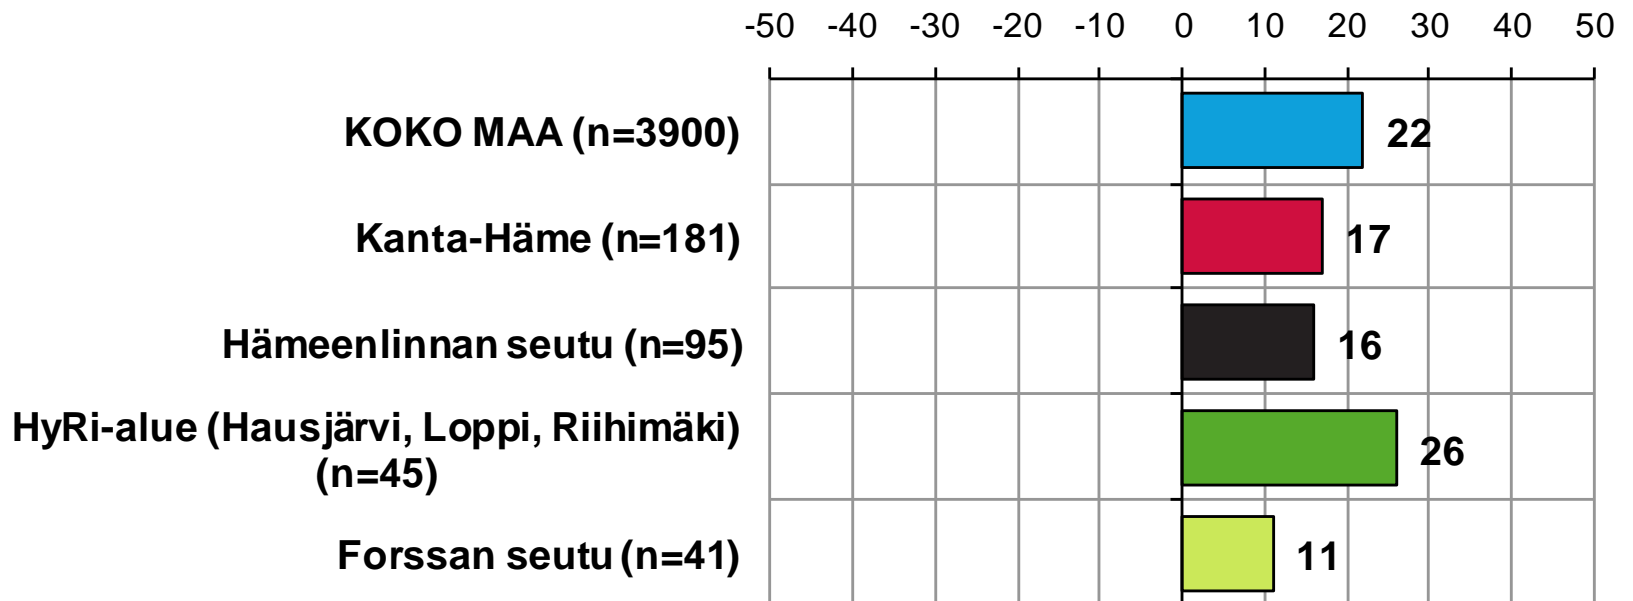 -50 -40 -30 -20 -10 0 10 20 30 40 50
KOKO MAA (n=3900) 22
Kanta-Häme (n=181) 17
Hämeenlinnan seutu (n=95) 16
HyRi-alue (Hausjärvi, Loppi, Riihimäki)
(n=45) 26
Forssan seutu (n=41) 11